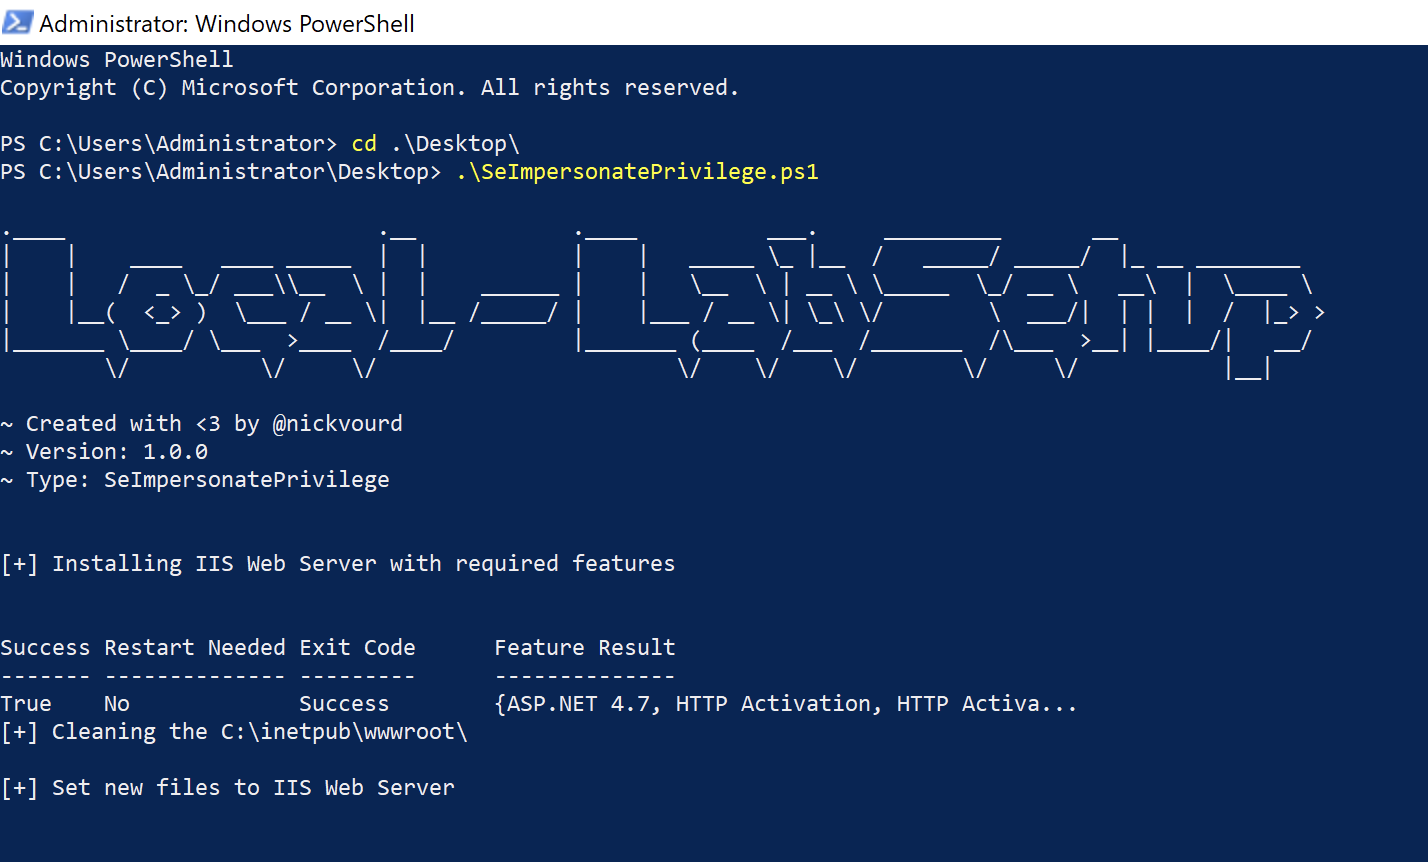 Administrator: Windows PowerShell
Windows PowerShell
Copyright (C) Microsoft Corporation. All rights reserved.
PS C:\Users\Administrator> cd .\Desktop\
PS C:\Users\Administrator\Desktop> .\SeImpersonatePrivilege.ps1
Local-LabSetup
~ Created with <3 by @nickvourd
~ Version: 1.0.0
~ Type: SeImpersonatePrivilege
[+] Installing IIS Web Server with required features
Success Restart Needed Exit Code      Feature Result
------- -------------- ---------      --------------
True    No             Success        {ASP.NET 4.7, HTTP Activation, HTTP Activa...
[+] Cleaning the C:\inetpub\wwwroot\
[+] Set new files to IIS Web Server